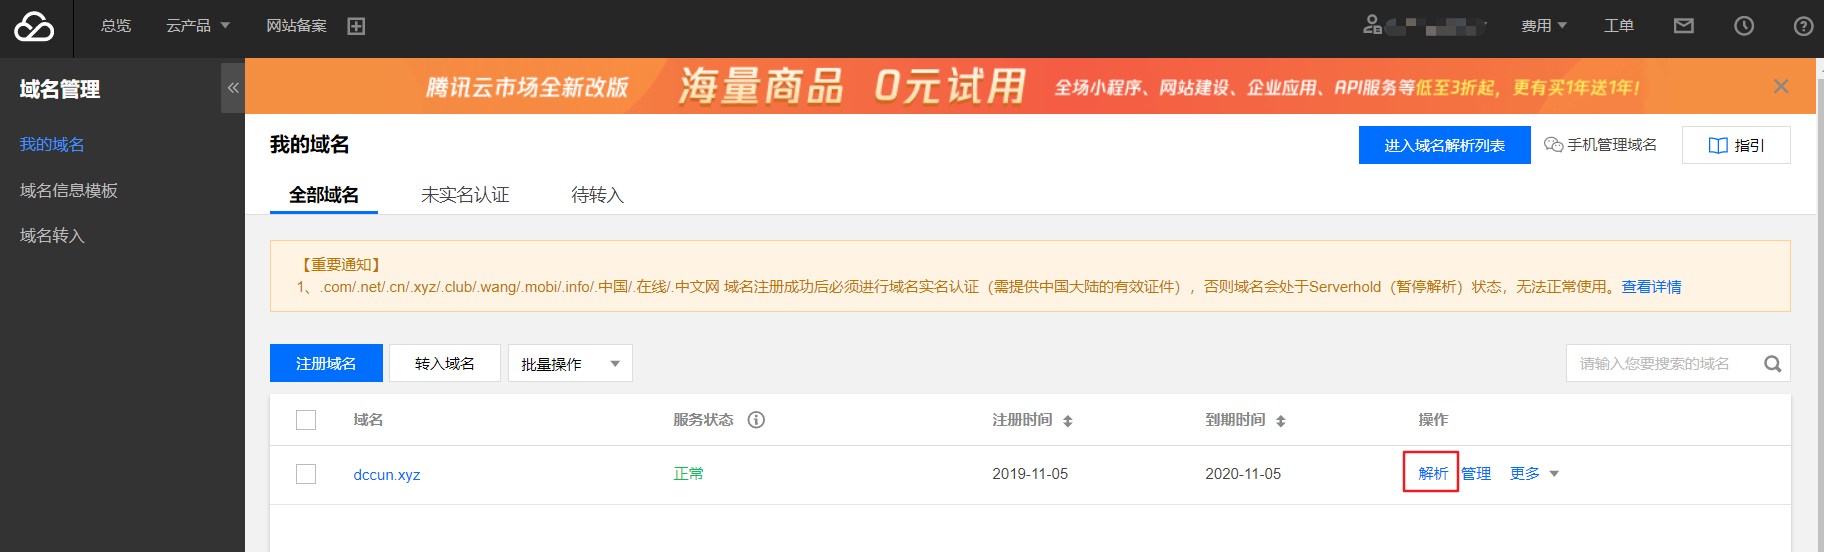 总览 云产品 网站备案 费用 工单
域名管理
我的域名
域名信息模板
域名转入
腾讯云市场全新改版 海量商品 0元试用 全场小程序、网站建设、企业应用、API服务等低至3折起，更有买1年送1年！
我的域名 进入域名解析列表 手机管理域名 指引
全部域名 未实名认证 待转入
【重要通知】
1、.com/.net/.cn/.xyz/.club/.wang/.mobi/.info/.中国/.在线/.中文网 域名注册成功后必须进行域名实名认证（需提供中国大陆的有效证件），否则域名会处于Serverhold（暂停解析）状态，无法正常使用。查看详情
注册域名 转入域名 批量操作 请输入您要搜索的域名
域名 服务状态 注册时间 到期时间 操作
dccun.xyz 正常 2019-11-05 2020-11-05 解析 管理 更多